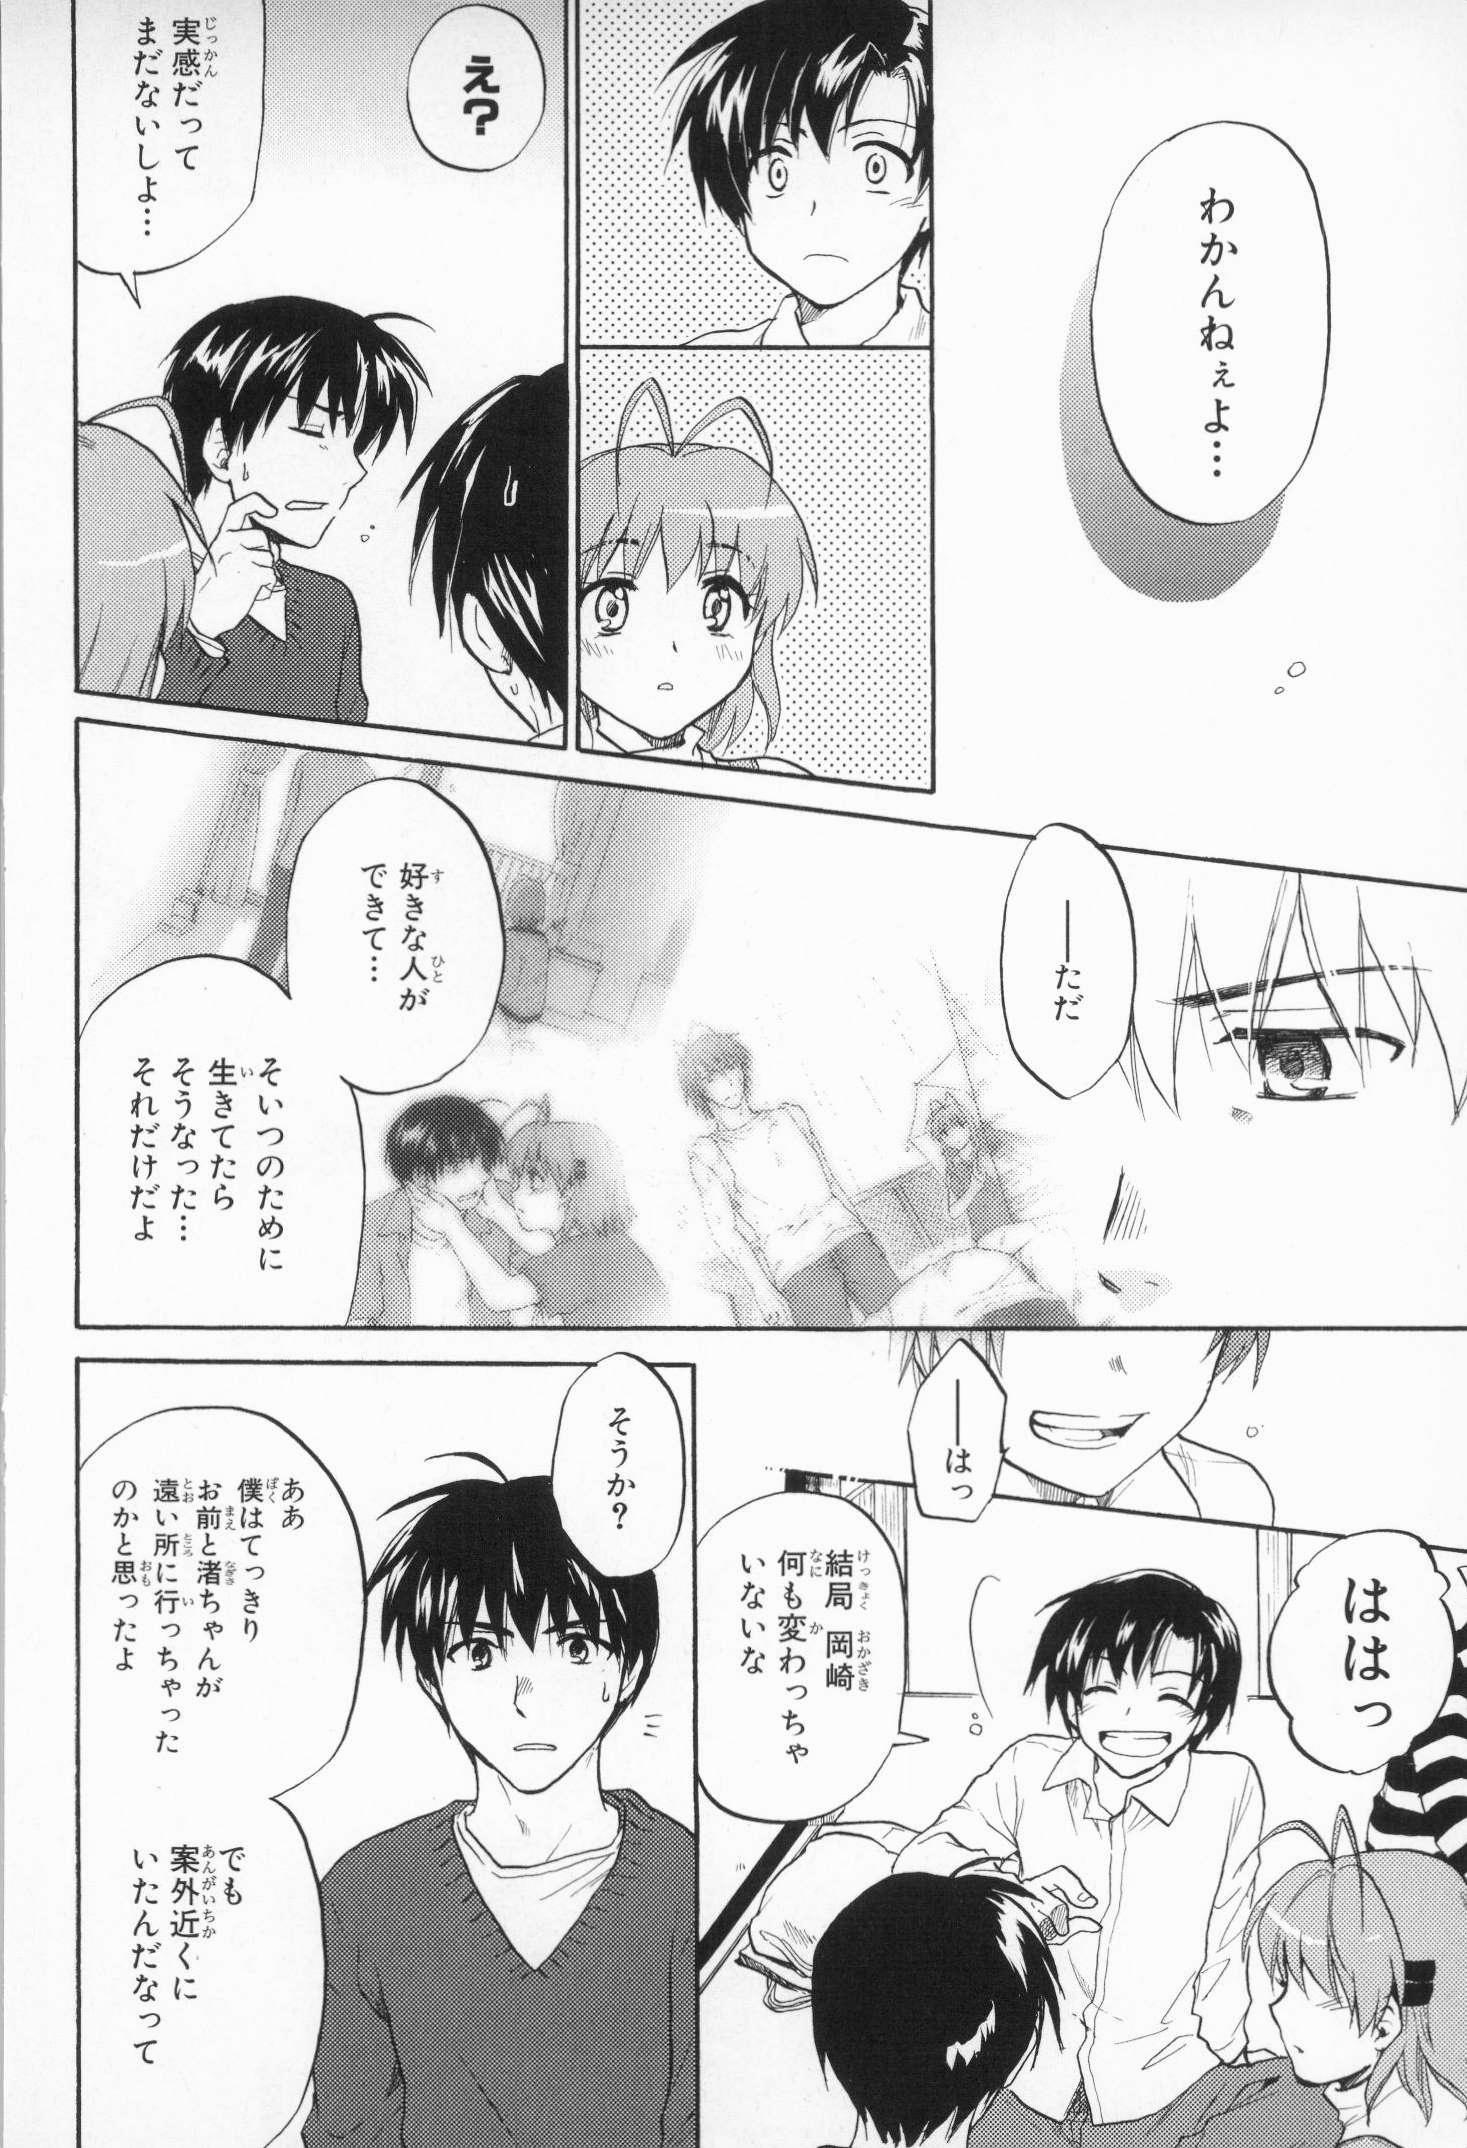 わかんねぇよ…
え?
実感だって
まだないしよ…
――ただ
好きな人が
できて…
そいつのために
生きてたら
そうなった…
それだけだよ
――はっ
ははっ
結局 岡崎
何も変わっちゃ
いないな
そうか?
ああ
僕はてっきり
お前と渚ちゃんが
遠い所に行っちゃった
のかと思ったよ
でも
案外近くに
いたんだなって